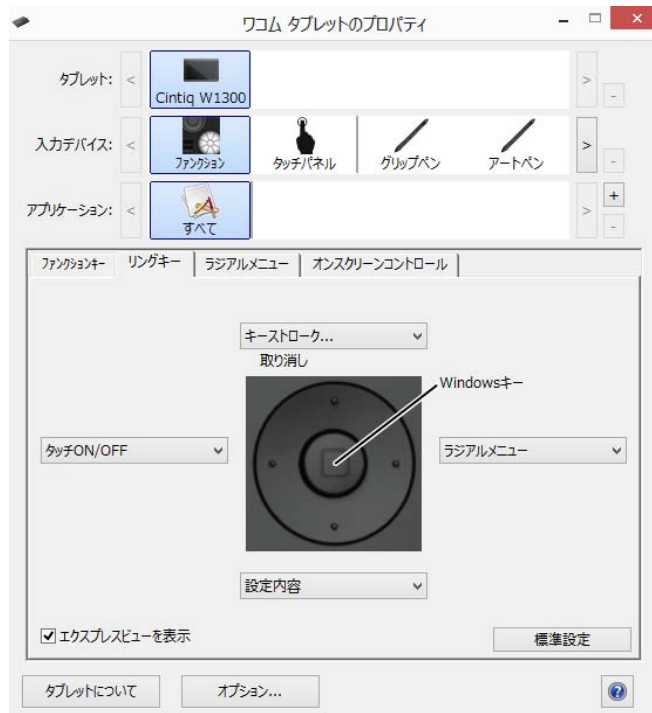 ワコム タブレットのプロパティ
タブレット: < Cintiq W1300 > -
入力デバイス: < ファンクション タッチパネル グリップペン アートペン > -
アプリケーション: < すべて > + -
ファンクションキー リングキー ラジアルメニュー オンスクリーンコントロール
キーストローク...
取り消し
Windowsキー
タッチON/OFF ラジアルメニュー
設定内容
エクスプレスビューを表示 標準設定
タブレットについて オプション... ?